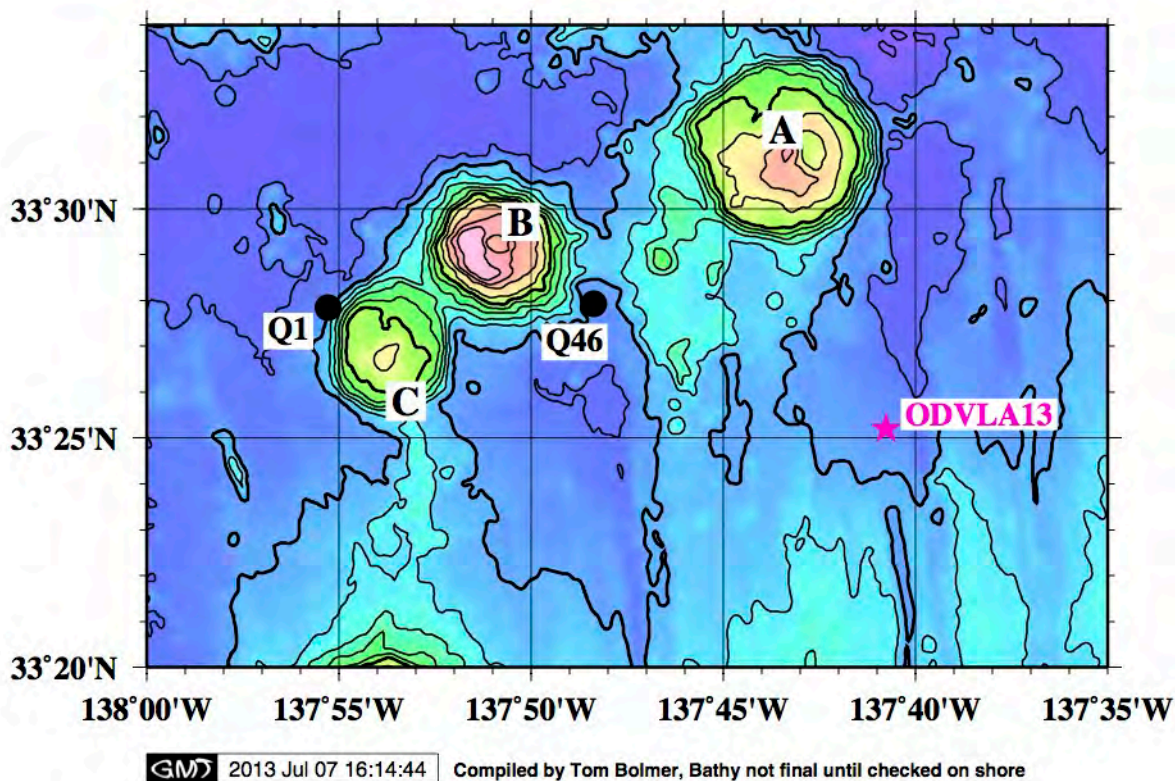 A
33°30'N
B
Q1
Q46
C
ODVLA13
33°25'N
33°20'N
138°00'W 137°55'W 137°50'W 137°45'W 137°40'W 137°35'W
GMT 2013 Jul 07 16:14:44 Compiled by Tom Bolmer, Bathy not final until checked on shore